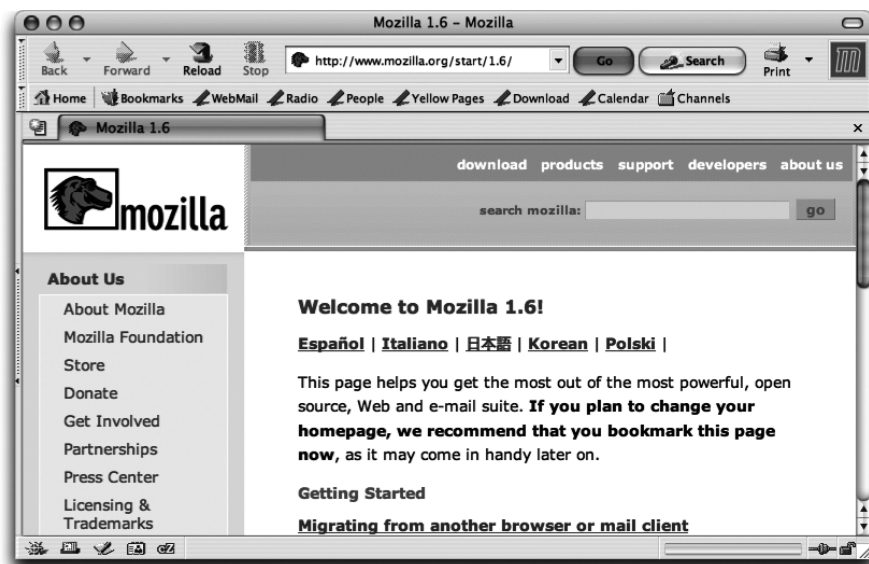 Mozilla 1.6 – Mozilla
Back Forward Reload Stop http://www.mozilla.org/start/1.6/ Go Search Print
Home Bookmarks WebMail Radio People Yellow Pages Download Calendar Channels
Mozilla 1.6
download products support developers about us
mozilla
search mozilla: go
About Us
About Mozilla
Mozilla Foundation
Store
Donate
Get Involved
Partnerships
Press Center
Licensing &
Trademarks
Welcome to Mozilla 1.6!
Español | Italiano | 日本語 | Korean | Polski |
This page helps you get the most out of the most powerful, open
source, Web and e-mail suite. If you plan to change your
homepage, we recommend that you bookmark this page
now, as it may come in handy later on.
Getting Started
Migrating from another browser or mail client